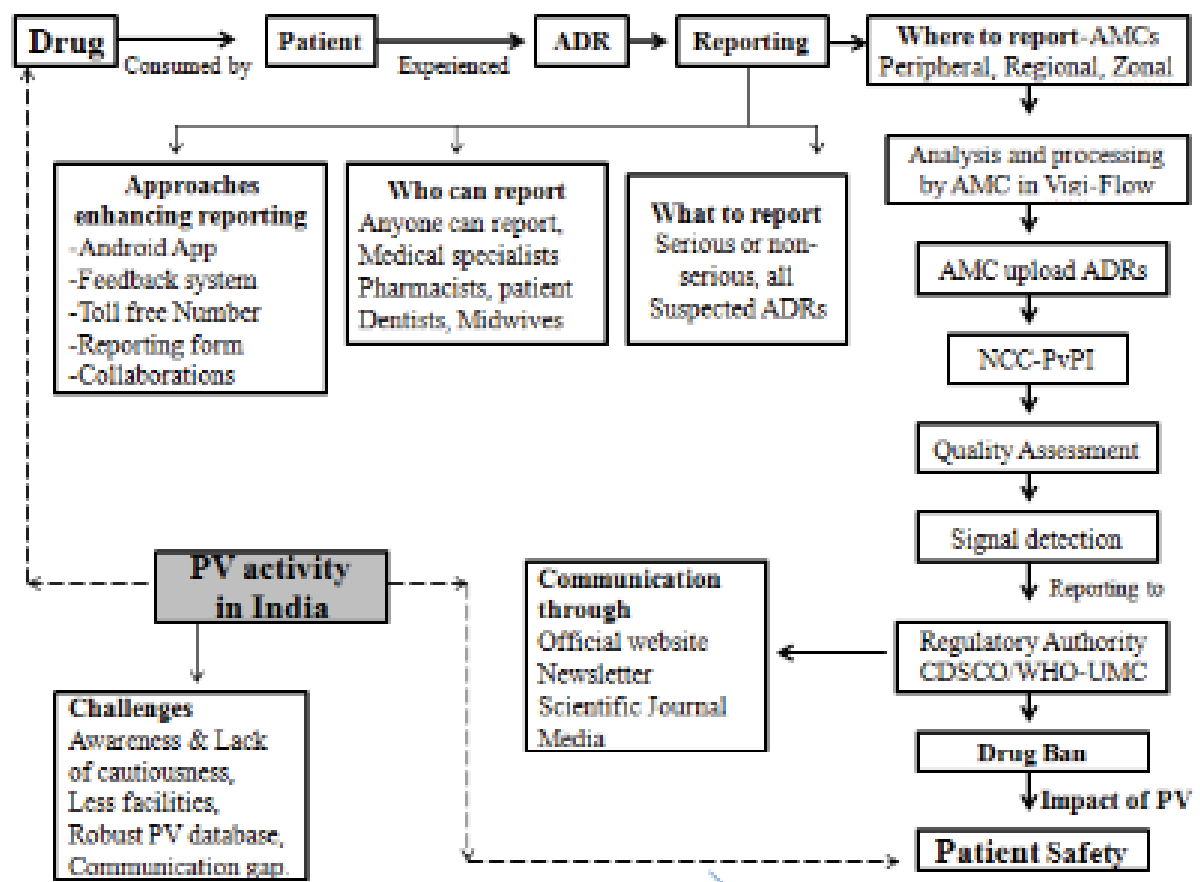 Drug
Consumed by
Patient
Experienced
ADR
Reporting
Where to report-AMCs
Peripheral, Regional, Zonal
Approaches
enhancing reporting
-Android App
-Feedback system
-Toll free Number
-Reporting form
-Collaborations
Who can report
Anyone can report,
Medical specialists
Pharmacists, patient
Dentists, Midwives
What to report
Serious or non-
serious, all
Suspected ADRs
Analysis and processing
by AMC in Vigi-Flow
AMC upload ADRs
NCC-PvPI
Quality Assessment
Signal detection
Reporting to
Regulatory Authority
CDSCO/WHO-UMC
Communication
through
Official website
Newsletter
Scientific Journal
Media
Drug Ban
Impact of PV
Patient Safety
PV activity
in India
Challenges
Awareness & Lack
of cautiousness,
Less facilities,
Robust PV database,
Communication gap.